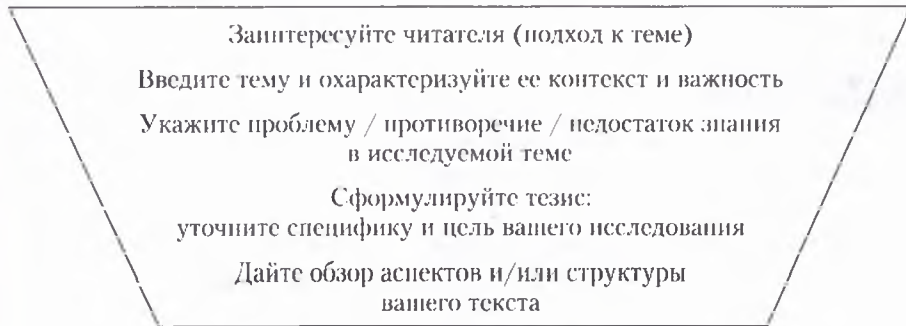 Заинтересуйте читателя (подход к теме)
Введите тему и охарактеризуйте ее контекст и важность
Укажите проблему / противоречие / недостаток знания
в исследуемой теме
Сформулируйте тезис:
уточните специфику и цель вашего исследования
Дайте обзор аспектов и/или структуры
вашего текста